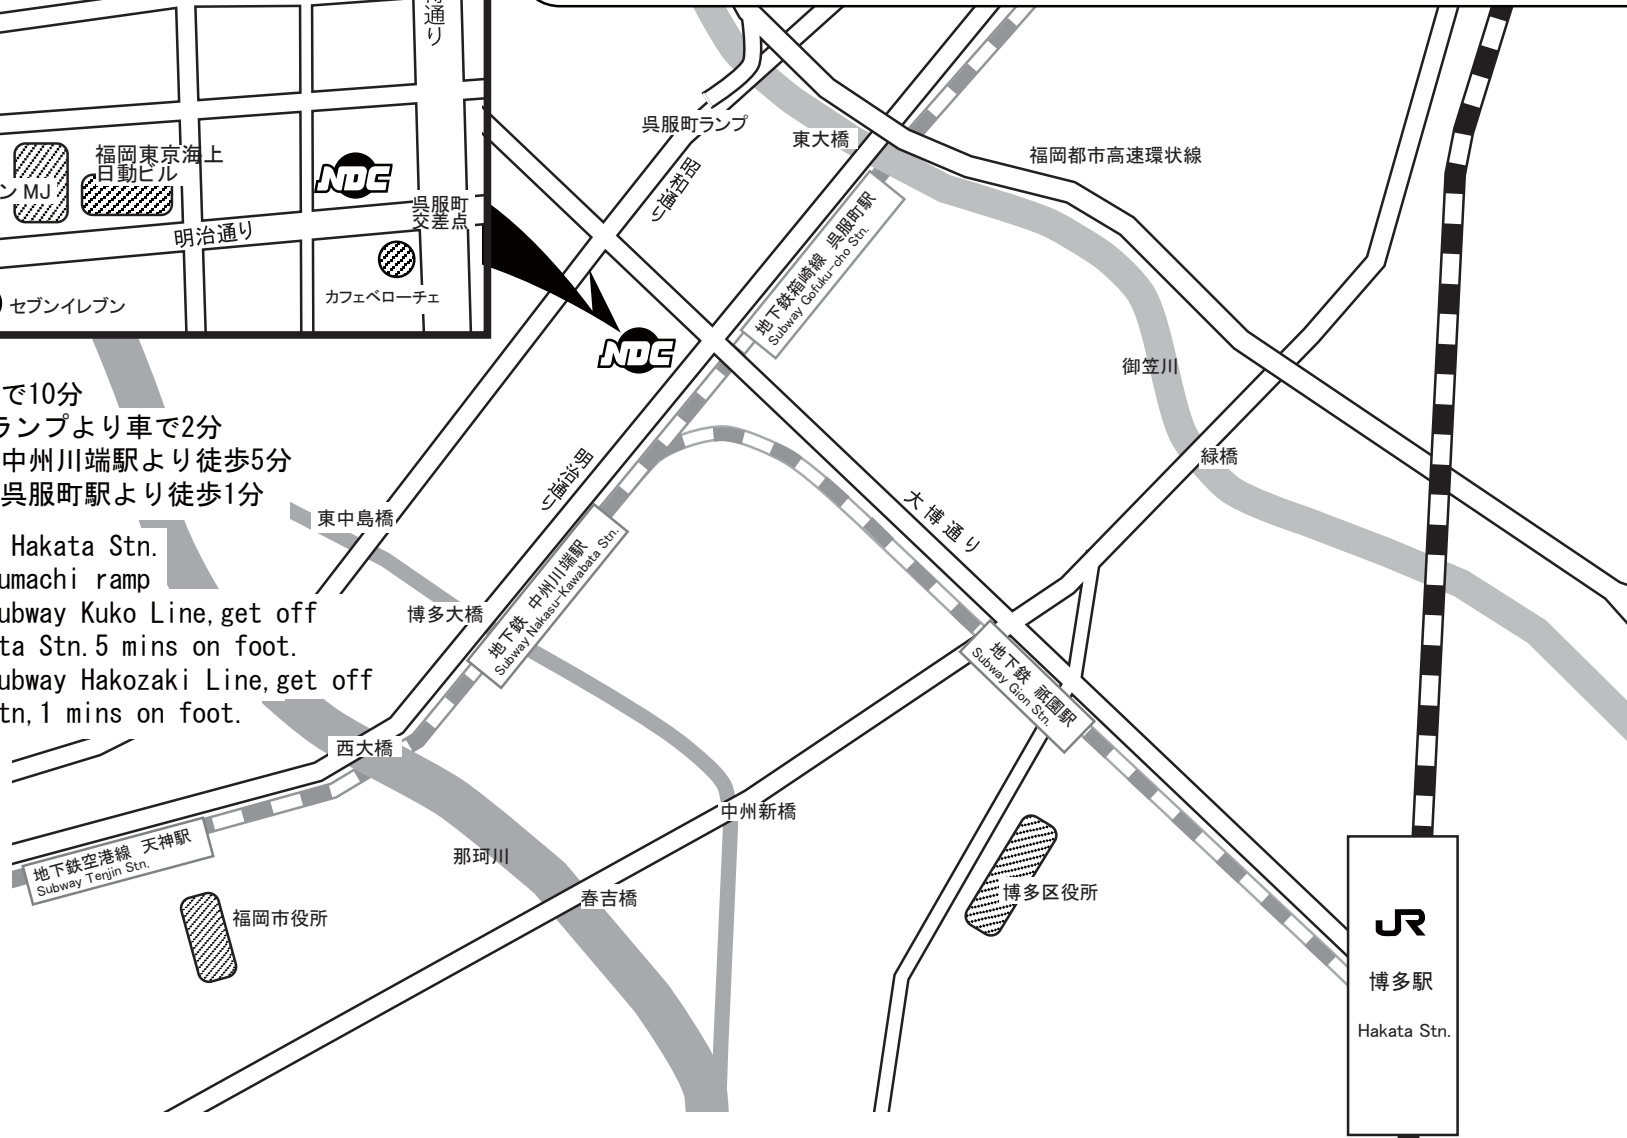 通り
福岡東京海上
日動ビル
ン MJ
NDC
呉服町
交差点
明治通り
カフェベローチェ
セブンイレブン
呉服町ランプ
昭和通り
東大橋
福岡都市高速環状線
地下鉄箱崎線 呉服町駅
Subway Gofuku-cho Stn.
NDC
御笠川
緑橋
で10分
ランプより車で2分
中州川端駅より徒歩5分
呉服町駅より徒歩1分
Hakata Stn.
umachi ramp
ubway Kuko Line,get off
ta Stn.5 mins on foot.
ubway Hakozaki Line,get off
tn,1 mins on foot.
明治通り
大博通り
東中島橋
博多大橋
地下鉄 中州川端駅
Subway Nakasu-Kawabata Stn.
地下鉄 祇園駅
Subway Gion Stn.
西大橋
中州新橋
地下鉄空港線 天神駅
Subway Tenjin Stn.
那珂川
春吉橋
福岡市役所
博多区役所
JR
博多駅
Hakata Stn.